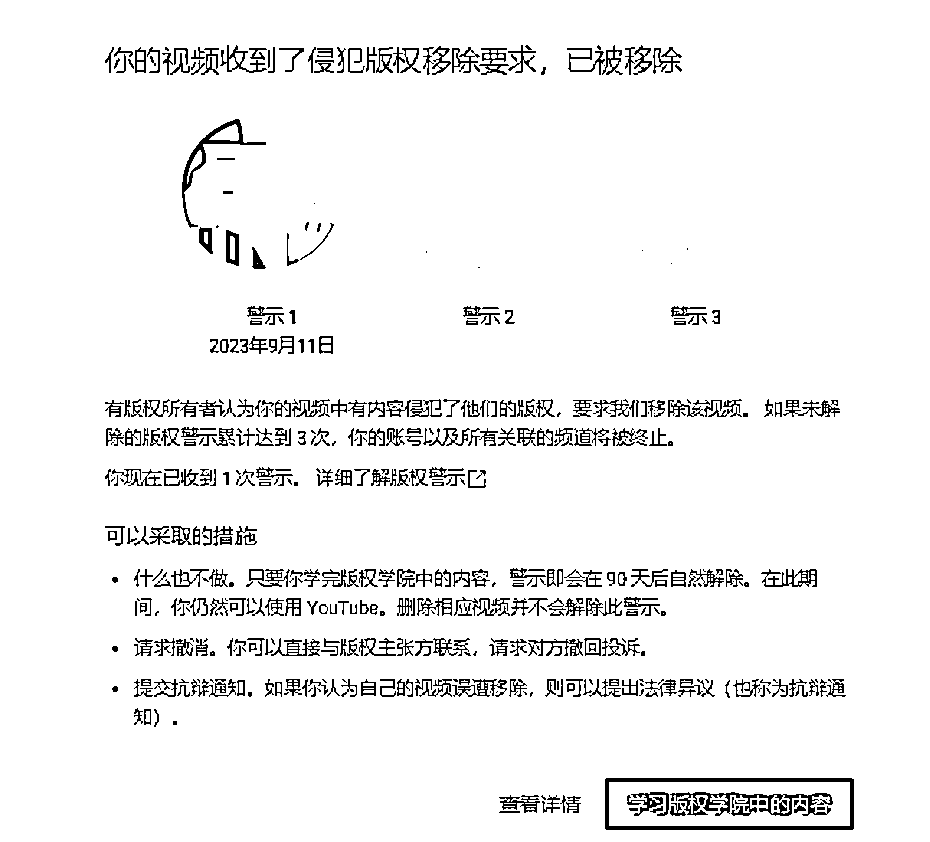 你的视频收到了侵犯版权移除要求，已被移除
警示 1
警示 2
警示 3
2023年9月11日
有版权所有者认为你的视频中有内容侵犯了他们的版权，要求我们移除该视频。 如果未解
除的版权警示累计达到 3 次，你的账号以及所有关联的频道将被终止。
你现在已收到 1 次警示。 详细了解版权警示
可以采取的措施
• 什么也不做。只要你学完版权学院中的内容，警示即会在 90 天后自然解除。在此期
间，你仍然可以使用 YouTube。删除相应视频并不会解除此警示。
• 请求撤消。你可以直接与版权主张方联系，请求对方撤回投诉。
• 提交抗辩通知。如果你认为自己的视频误遭移除，则可以提出法律异议（也称为抗辩通
知）.
查看详情
学习版权学院中的内容